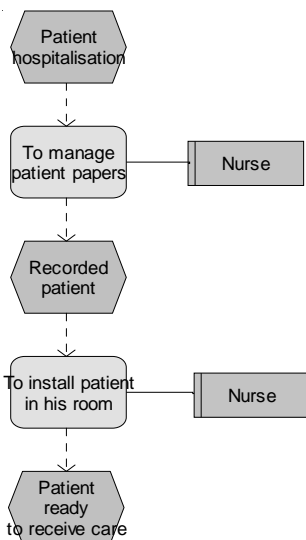 Patient
hospitalisation
To manage
patient papers
Nurse
Recorded
patient
To install patient
in his room
Nurse
Patient
ready
to receive care